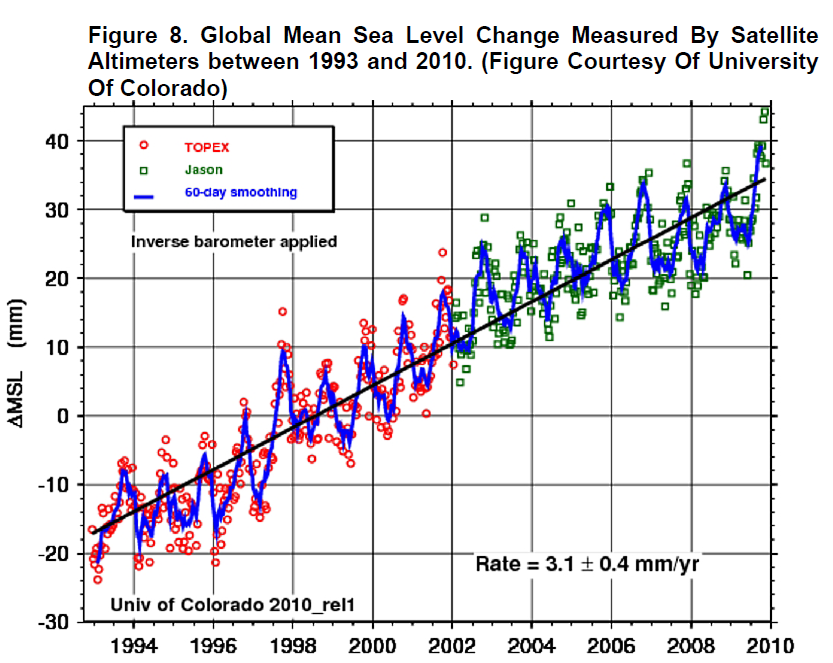 Figure 8. Global Mean Sea Level Change Measured By Satellite
Altimeters between 1993 and 2010. (Figure Courtesy Of University
Of Colorado)
40
30
20
10
0
-10
-20
-30
ΔMSL (mm)
TOPEX
Jason
60-day smoothing
Inverse barometer applied
Rate = 3.1 ± 0.4 mm/yr
Univ of Colorado 2010_rel1
1994 1996 1998 2000 2002 2004 2006 2008 2010